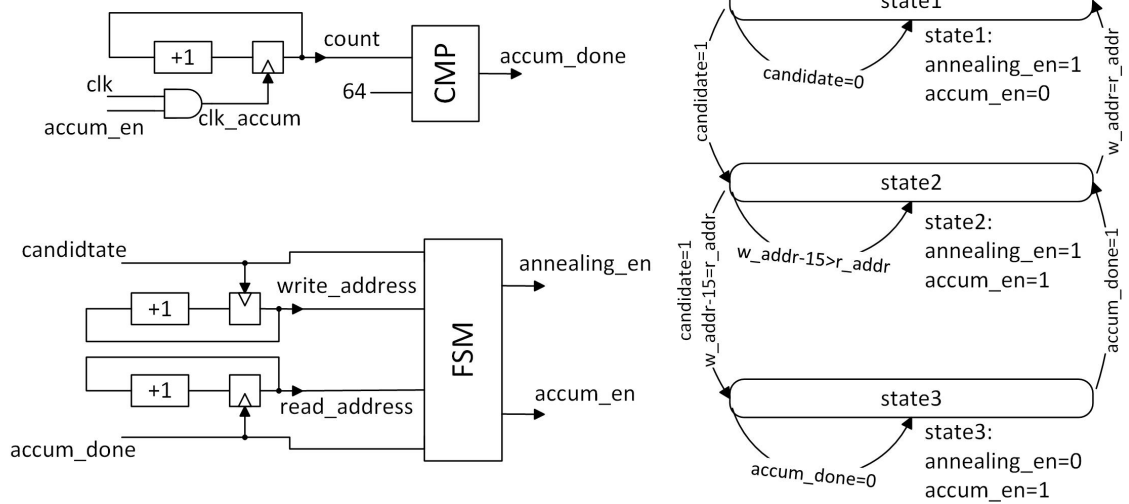 +1
count
CMP
accum_done
64
clk
accum_en
clk_accum
candidtate
+1
write_address
+1
read_address
accum_done
FSM
annealing_en
accum_en
state1
candidate=1
candidate=0
state1:
annealing_en=1
accum_en=0
w_addr=r_addr
state2
candidate=1
w_addr-15=r_addr
w_addr-15>r_addr
state2:
annealing_en=1
accum_en=1
accum_done=1
state3
accum_done=0
state3:
annealing_en=0
accum_en=1